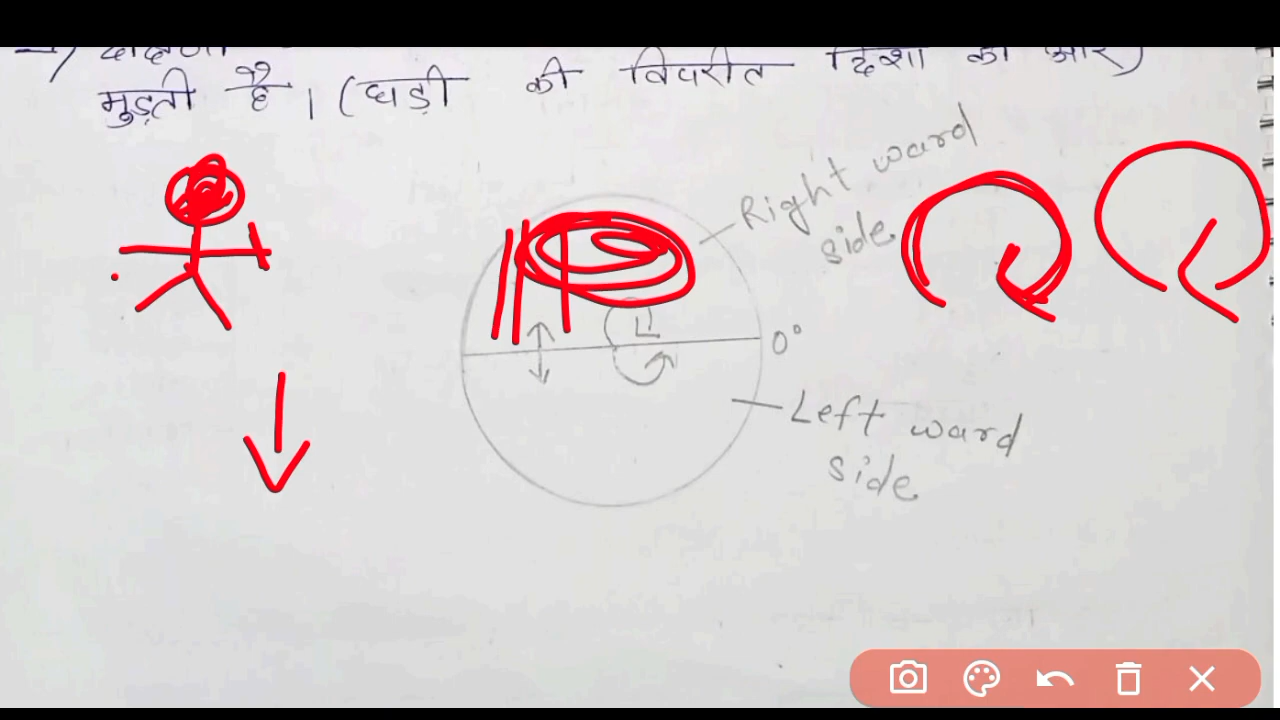 मुड़ती है । (घड़ी की विपरीत दिशा की ओर)
Right ward
side
0°
Left ward
side